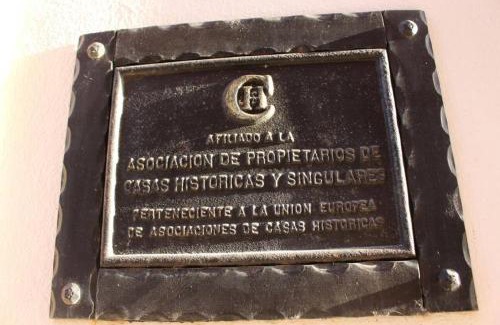 CH
AFILIADO A LA
ASOCIACION DE PROPIETARIOS DE
CASAS HISTORICAS Y SINGULARES
PERTENECIENTE A LA UNION EUROPEA
DE ASOCIACIONES DE CASAS HISTORICAS